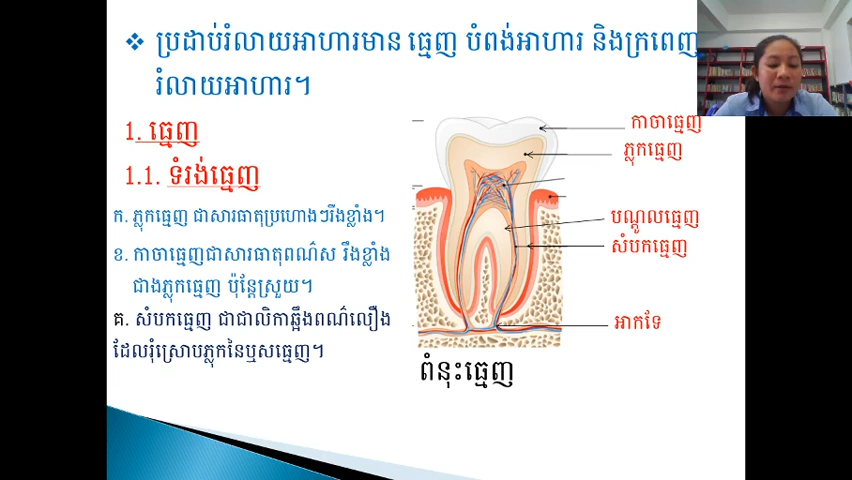 ❖ ប្រដាប់រំលាយអាហារមាន ធ្មេញ បំពង់អាហារ និងក្រពេញ
រំលាយអាហារ។
1. ធ្មេញ
1.1. ទំរង់ធ្មេញ
ក. ភ្លុកធ្មេញ ជាសារធាតុប្រហោងៗរឹងខ្លាំង។
ខ. កាចាធ្មេញជាសារធាតុពណ៌ស រឹងខ្លាំង
ជាងភ្លុកធ្មេញ ប៉ុន្តែស្រួយ។
គ. សំបកធ្មេញ ជាជាលិកាឆ្អឹងពណ៌លឿង
ដែលរុំស្រោបភ្លុកនៃឬសធ្មេញ។
កាចាធ្មេញ
ភ្លុកធ្មេញ
បណ្តូលធ្មេញ
សំបកធ្មេញ
អាកទែ
ពំនុះធ្មេញ